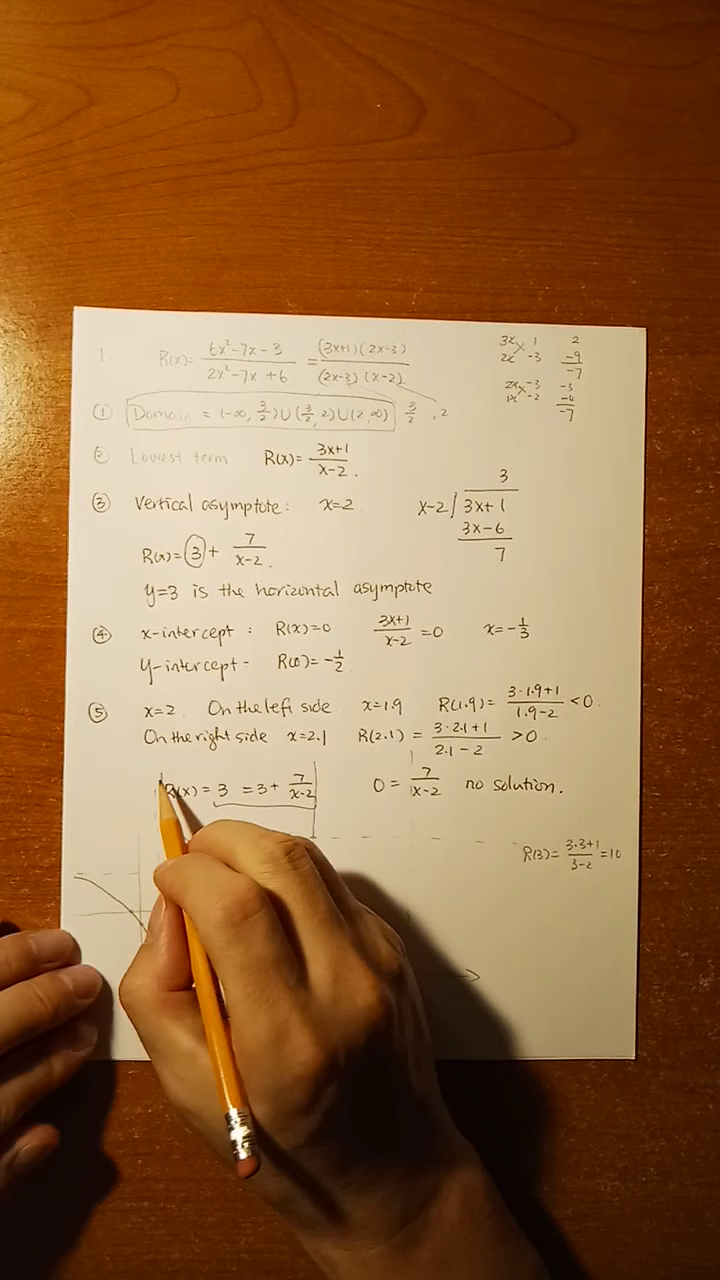 1. R(x) = (6x²-7x-3)/(2x²-7x+6) = ((3x+1)(2x-3))/((2x-3)(x-2))
3x 1 2
2x -3 -9
-7
2x -3 -3
1x -2 -4
-7
① Domain = (-∞, 3/2) ∪ (3/2, 2) ∪ (2, ∞) 3/2, 2
② Lowest term R(x) = (3x+1)/(x-2).
③ Vertical asymptote: x=2.
3
x-2 / 3x+1
3x-6
7
R(x) = 3 + 7/(x-2).
y=3 is the horizontal asymptote
④ x-intercept: R(x)=0 (3x+1)/(x-2) = 0 x = -1/3
y-intercept: R(0) = -1/2.
⑤ x=2. On the left side x=1.9 R(1.9) = (3·1.9+1)/(1.9-2) < 0.
On the right side x=2.1 R(2.1) = (3·2.1+1)/(2.1-2) > 0.
R(x) = 3 = 3 + 7/(x-2) 0 = 7/(x-2) no solution.
R(3) = (3·3+1)/(3-2) = 10